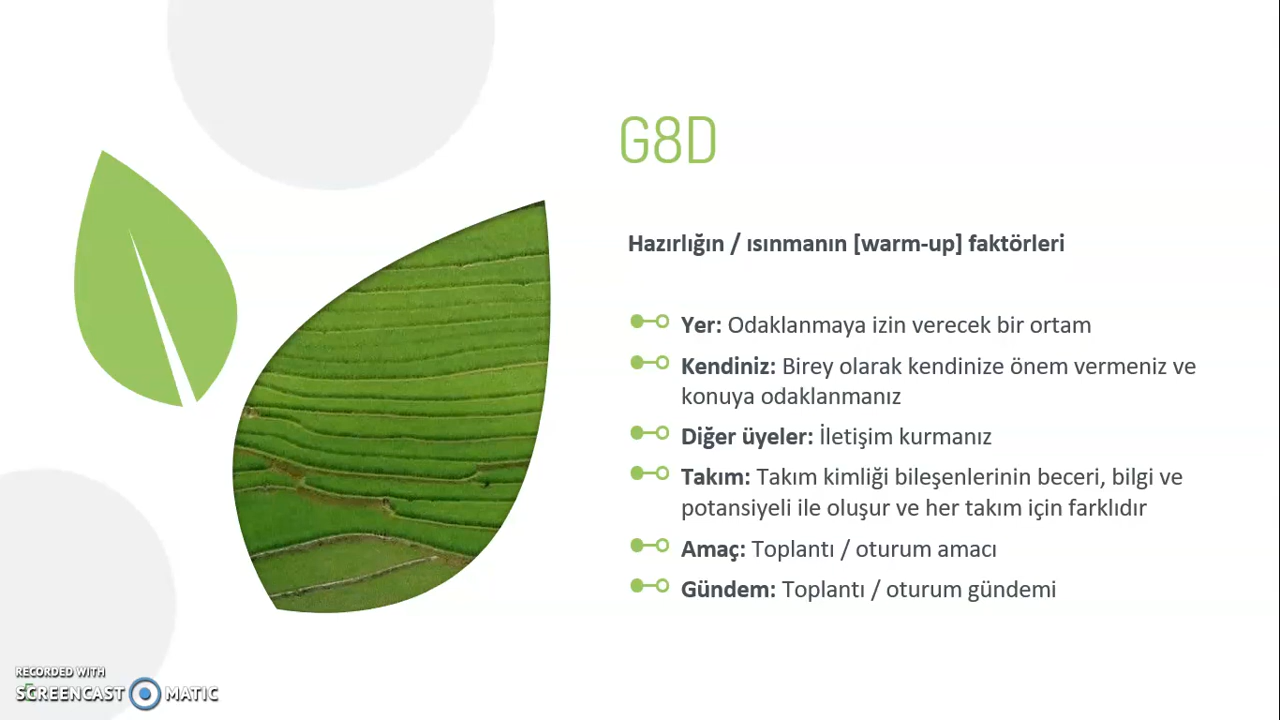 G8D
Hazırlığın / ısınmanın [warm-up] faktörleri
Yer: Odaklanmaya izin verecek bir ortam
Kendiniz: Birey olarak kendinize önem vermeniz ve
konuya odaklanmanız
Diğer üyeler: İletişim kurmanız
Takım: Takım kimliği bileşenlerinin beceri, bilgi ve
potansiyeli ile oluşur ve her takım için farklıdır
Amaç: Toplantı / oturum amacı
Gündem: Toplantı / oturum gündemi
RECORDED WITH
SCREENCAST MATIC